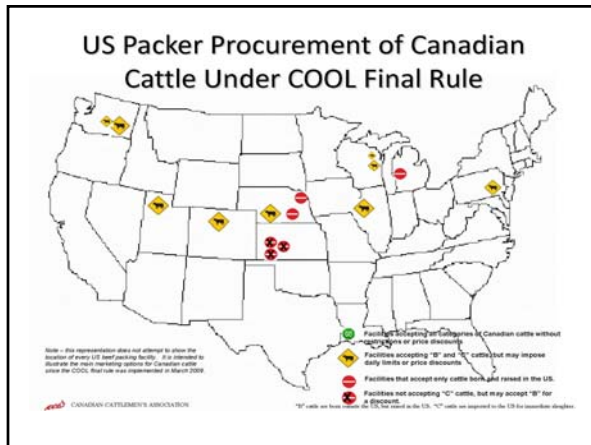 US Packer Procurement of Canadian
Cattle Under COOL Final Rule
Note – this representation does not attempt to show the
location of every US beef packing facility. It is intended to
illustrate the main marketing options for Canadian cattle
since the COOL final rule was implemented in March 2009.
Facilities accepting all categories of Canadian cattle without
restrictions or price discounts
Facilities accepting "B" and "C" cattle, but may impose
daily limits or price discounts
Facilities that accept only cattle born and raised in the US.
Facilities not accepting "C" cattle, but may accept "B" for
a discount.
CANADIAN CATTLEMEN'S ASSOCIATION
"B" cattle are born outside the US, but raised in the US. "C" cattle are imported to the US for immediate slaughter.